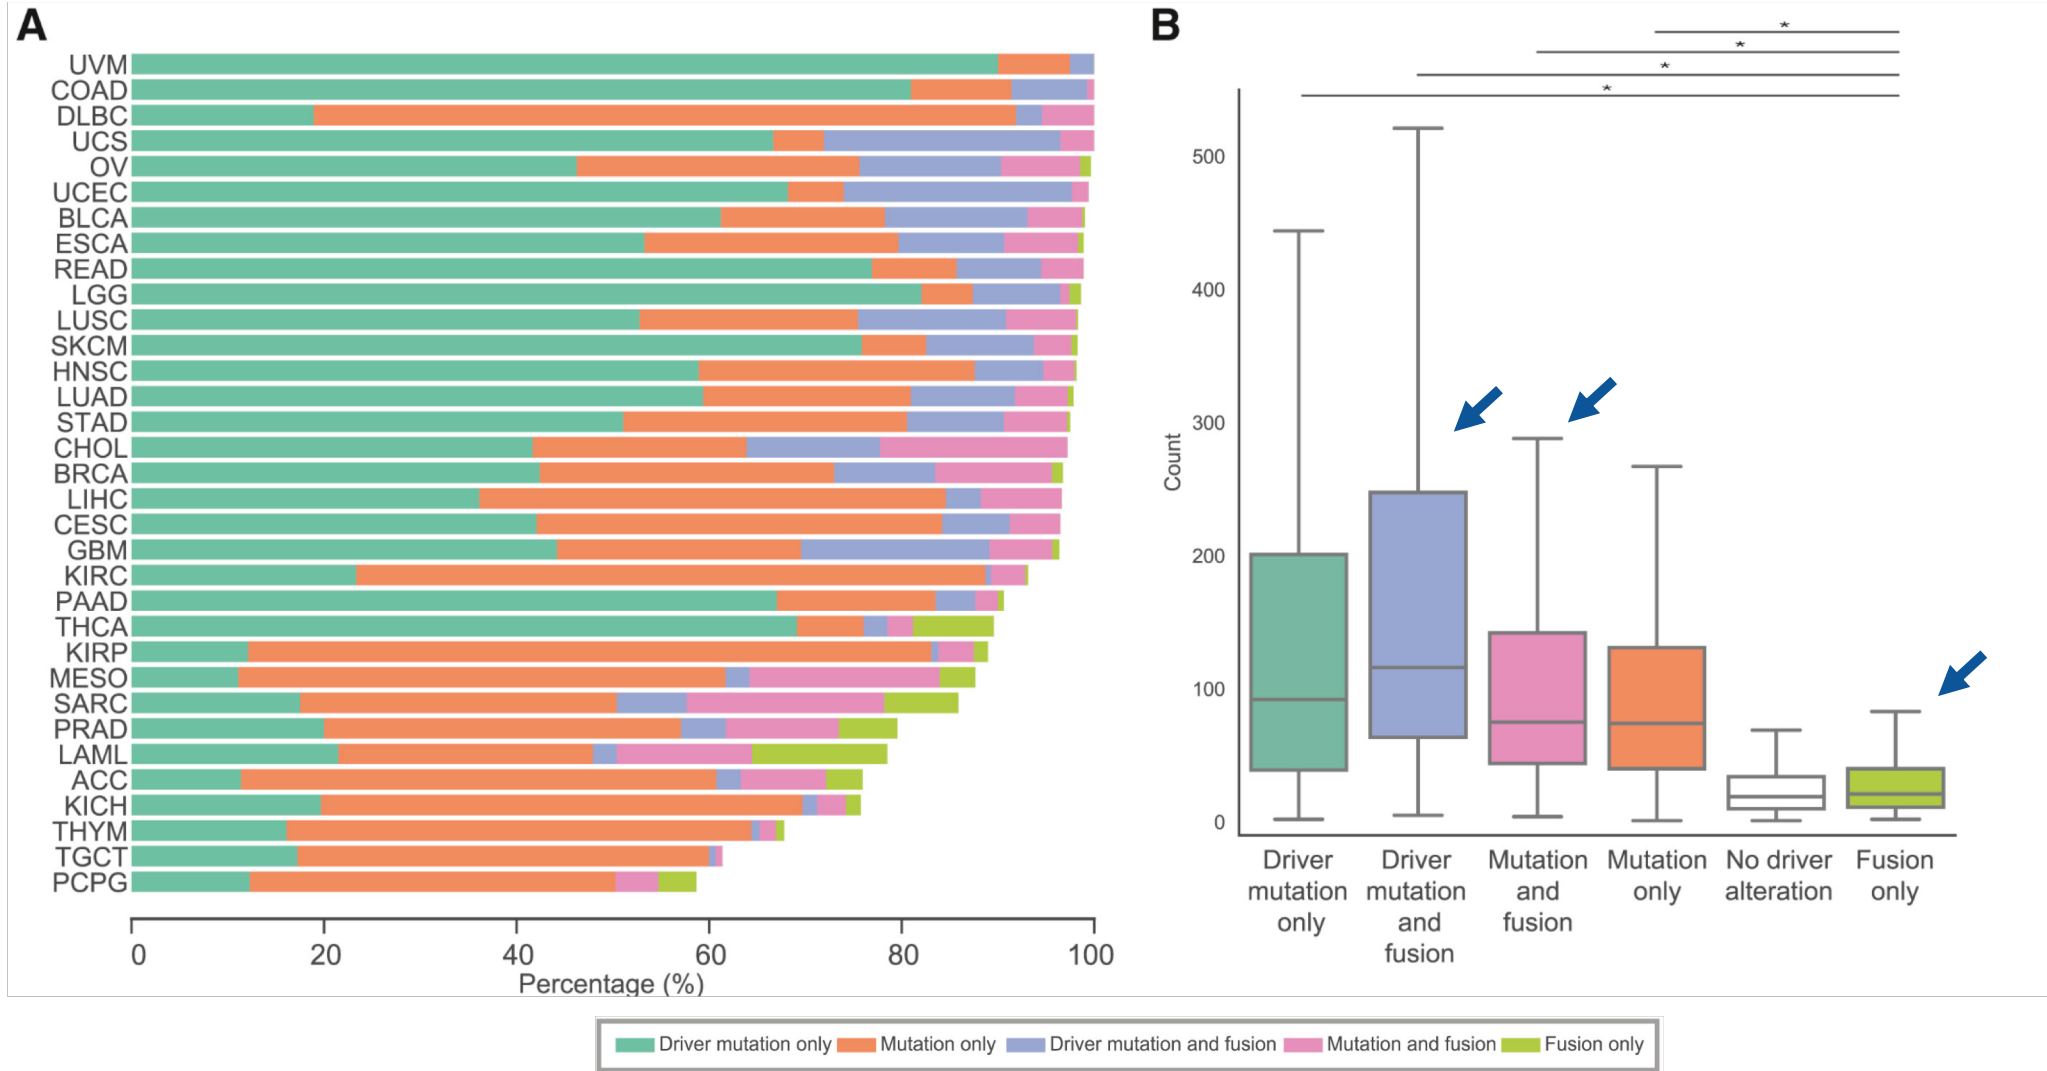 A
UVM
COAD
DLBC
UCS
OV
UCEC
BLCA
ESCA
READ
LGG
LUSC
SKCM
HNSC
LUAD
STAD
CHOL
BRCA
LIHC
CESC
GBM
KIRC
PAAD
THCA
KIRP
MESO
SARC
PRAD
LAML
ACC
KICH
THYM
TGCT
PCPG
0 20 40 60 80 100
Percentage (%)
B
*
*
*
*
500
400
300
200
100
0
Count
Driver
mutation
only
Driver
mutation
and
fusion
Mutation
and
fusion
Mutation
only
No driver
alteration
Fusion
only
Driver mutation only Mutation only Driver mutation and fusion Mutation and fusion Fusion only